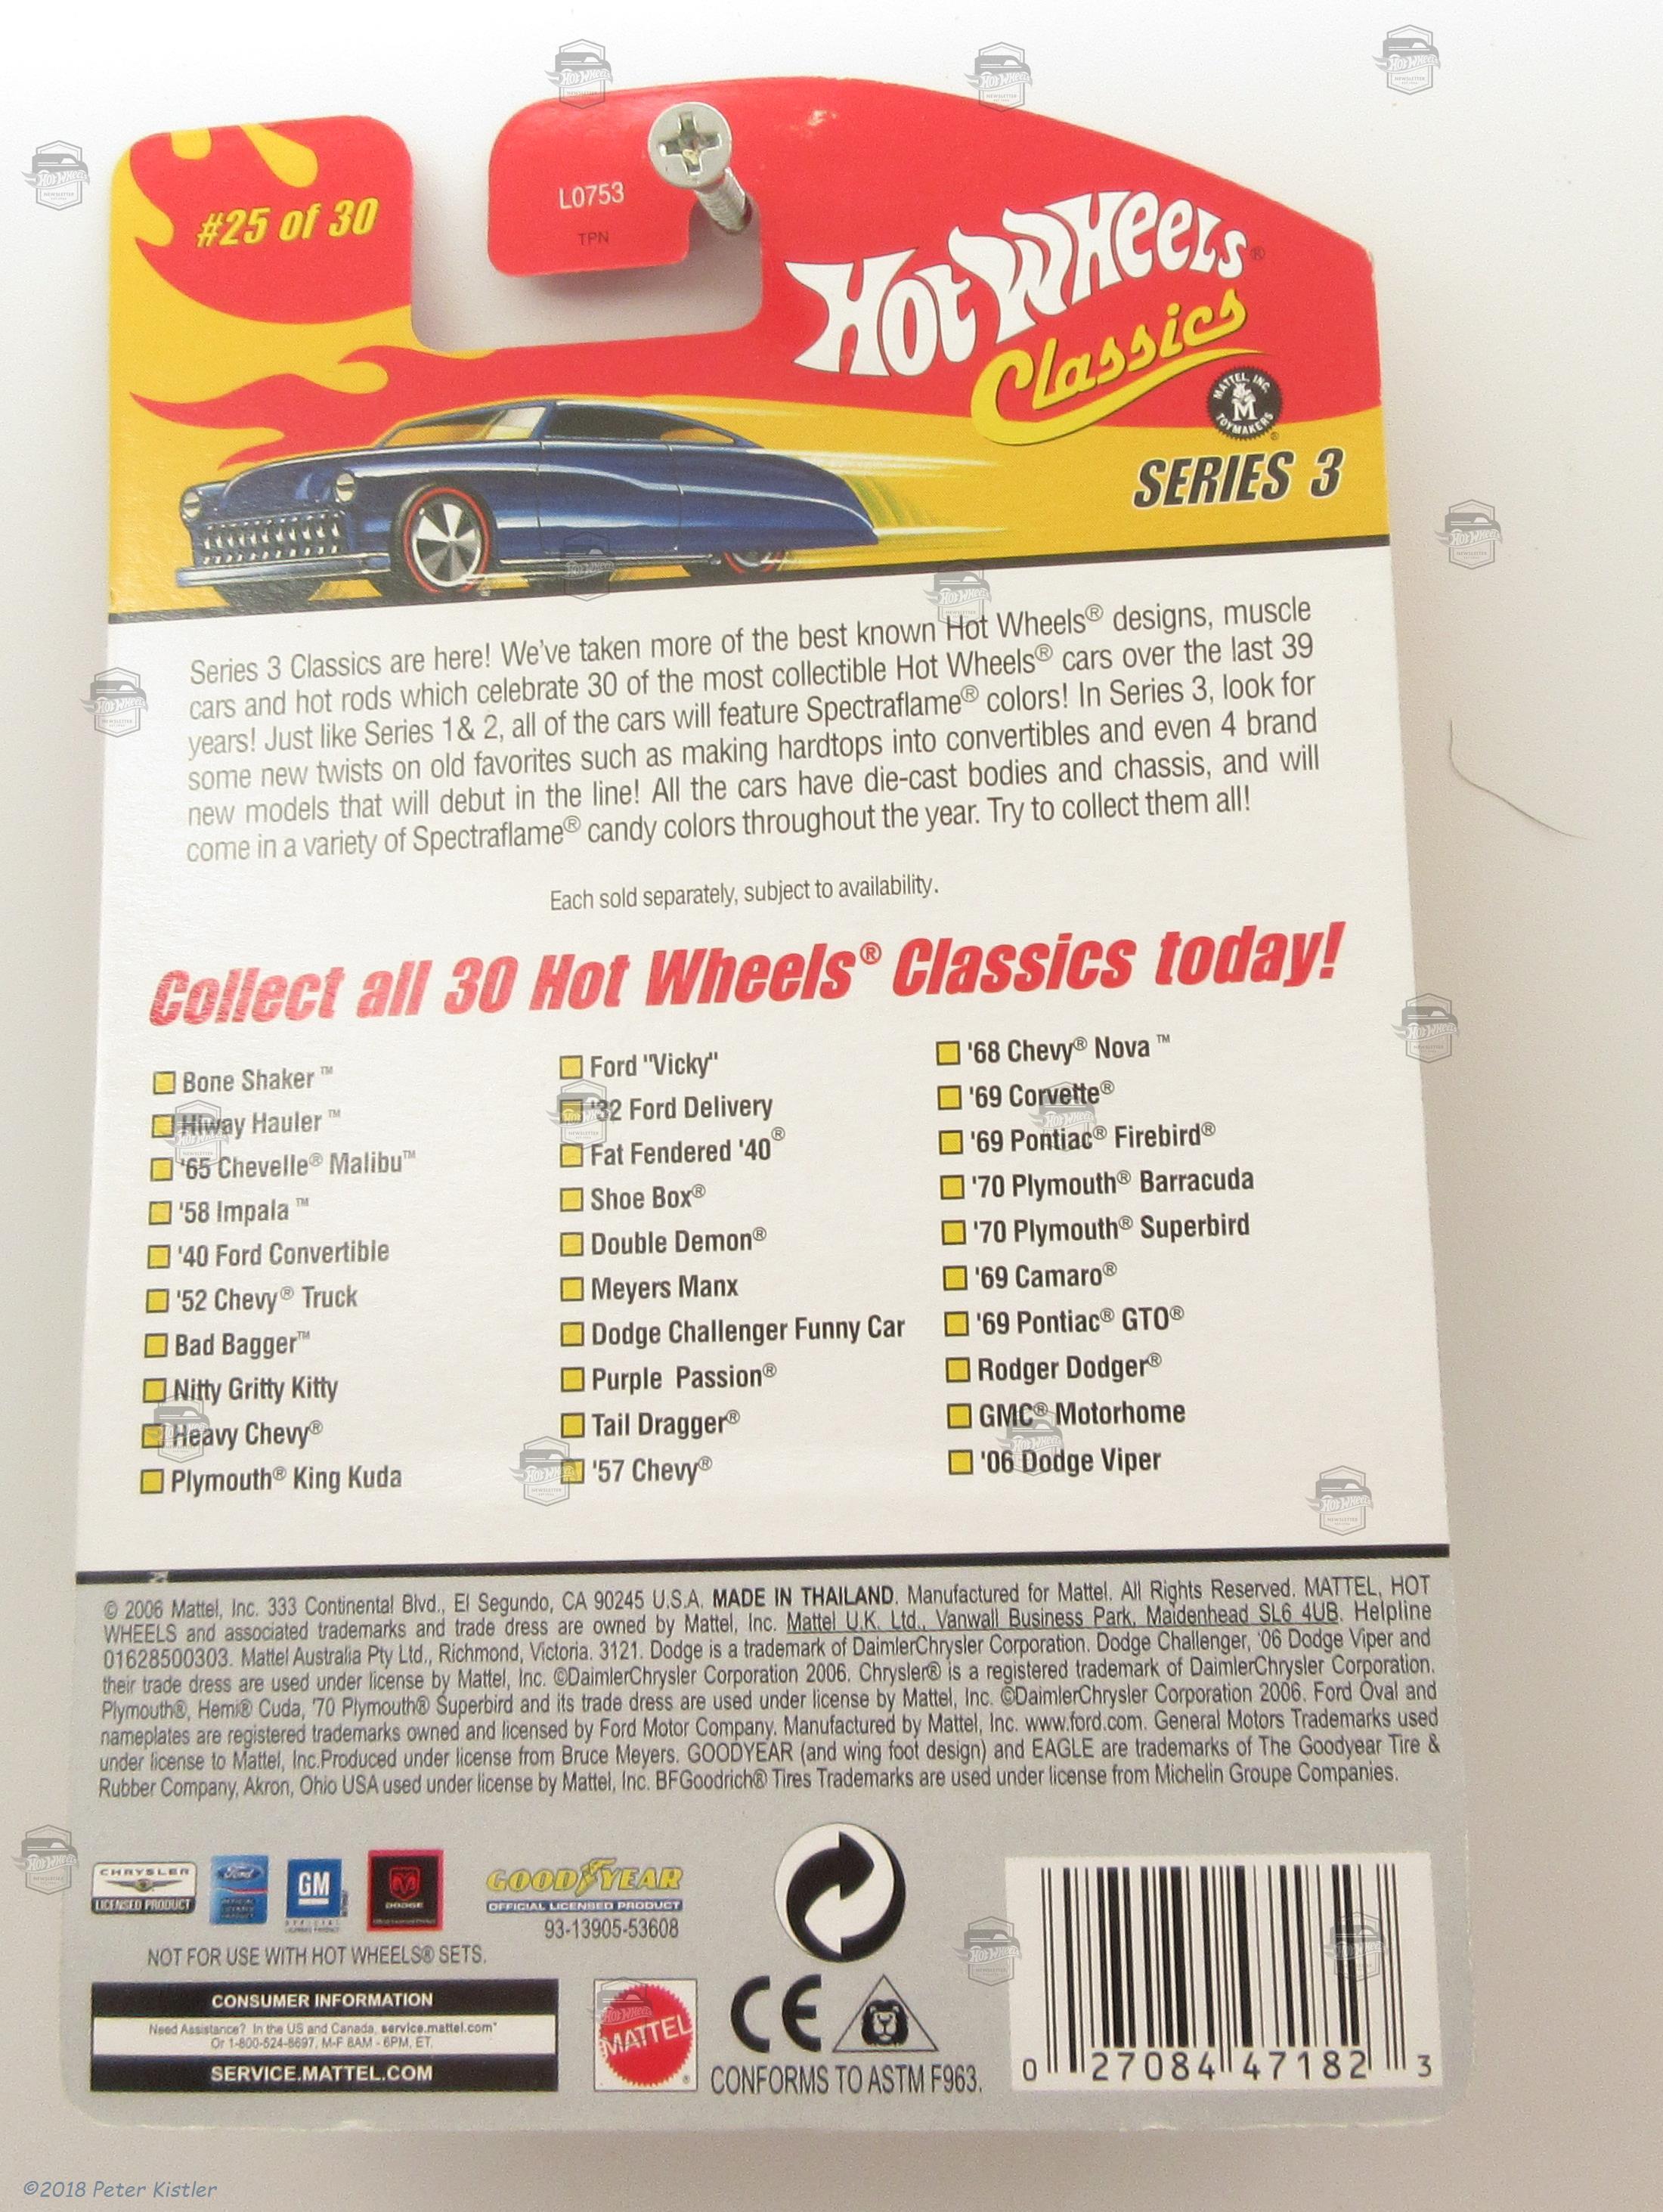 #25 of 30
L0753
TPN
Hot Wheels®
Classics
MATTEL, INC.
M
TOYMAKERS
®
SERIES 3
Series 3 Classics are here! We've taken more of the best known Hot Wheels® designs, muscle
cars and hot rods which celebrate 30 of the most collectible Hot Wheels® cars over the last 39
years! Just like Series 1& 2, all of the cars will feature Spectraflame® colors! In Series 3, look for
some new twists on old favorites such as making hardtops into convertibles and even 4 brand
new models that will debut in the line! All the cars have die-cast bodies and chassis, and will
come in a variety of Spectraflame® candy colors throughout the year. Try to collect them all!
Each sold separately, subject to availability.
Collect all 30 Hot Wheels® Classics today!
Bone Shaker™
Hiway Hauler™
'65 Chevelle® Malibu™
'58 Impala™
'40 Ford Convertible
'52 Chevy® Truck
Bad Bagger™
Nitty Gritty Kitty
Heavy Chevy®
Plymouth® King Kuda
Ford "Vicky"
'32 Ford Delivery
Fat Fendered '40®
Shoe Box®
Double Demon®
Meyers Manx
Dodge Challenger Funny Car
Purple Passion®
Tail Dragger®
'57 Chevy®
'68 Chevy® Nova™
'69 Corvette®
'69 Pontiac® Firebird®
'70 Plymouth® Barracuda
'70 Plymouth® Superbird
'69 Camaro®
'69 Pontiac® GTO®
Rodger Dodger®
GMC® Motorhome
'06 Dodge Viper
© 2006 Mattel, Inc. 333 Continental Blvd., El Segundo, CA 90245 U.S.A. MADE IN THAILAND. Manufactured for Mattel. All Rights Reserved. MATTEL, HOT
WHEELS and associated trademarks and trade dress are owned by Mattel, Inc. Mattel U.K. Ltd., Vanwall Business Park, Maidenhead SL6 4UB. Helpline
01628500303. Mattel Australia Pty Ltd., Richmond, Victoria. 3121. Dodge is a trademark of DaimlerChrysler Corporation. Dodge Challenger, '06 Dodge Viper and
their trade dress are used under license by Mattel, Inc. ©DaimlerChrysler Corporation 2006. Chrysler® is a registered trademark of DaimlerChrysler Corporation.
Plymouth®, Hemi® Cuda, '70 Plymouth® Superbird and its trade dress are used under license by Mattel, Inc. ©DaimlerChrysler Corporation 2006. Ford Oval and
nameplates are registered trademarks owned and licensed by Ford Motor Company. Manufactured by Mattel, Inc. www.ford.com. General Motors Trademarks used
under license to Mattel, Inc.Produced under license from Bruce Meyers. GOODYEAR (and wing foot design) and EAGLE are trademarks of The Goodyear Tire &
Rubber Company, Akron, Ohio USA used under license by Mattel, Inc. BFGoodrich® Tires Trademarks are used under license from Michelin Groupe Companies.
CHRYSLER
LICENSED PRODUCT
Ford
GM
DODGE
GOODYEAR
OFFICIAL LICENSED PRODUCT
93-13905-53608
NOT FOR USE WITH HOT WHEELS® SETS.
CONSUMER INFORMATION
Need Assistance? In the US and Canada, service.mattel.com
Or 1-800-524-8697, M-F 8AM - 6PM, ET.
SERVICE.MATTEL.COM
MATTEL
®
CE
CONFORMS TO ASTM F963.
0 27084 47182 3
©2018 Peter Kistler